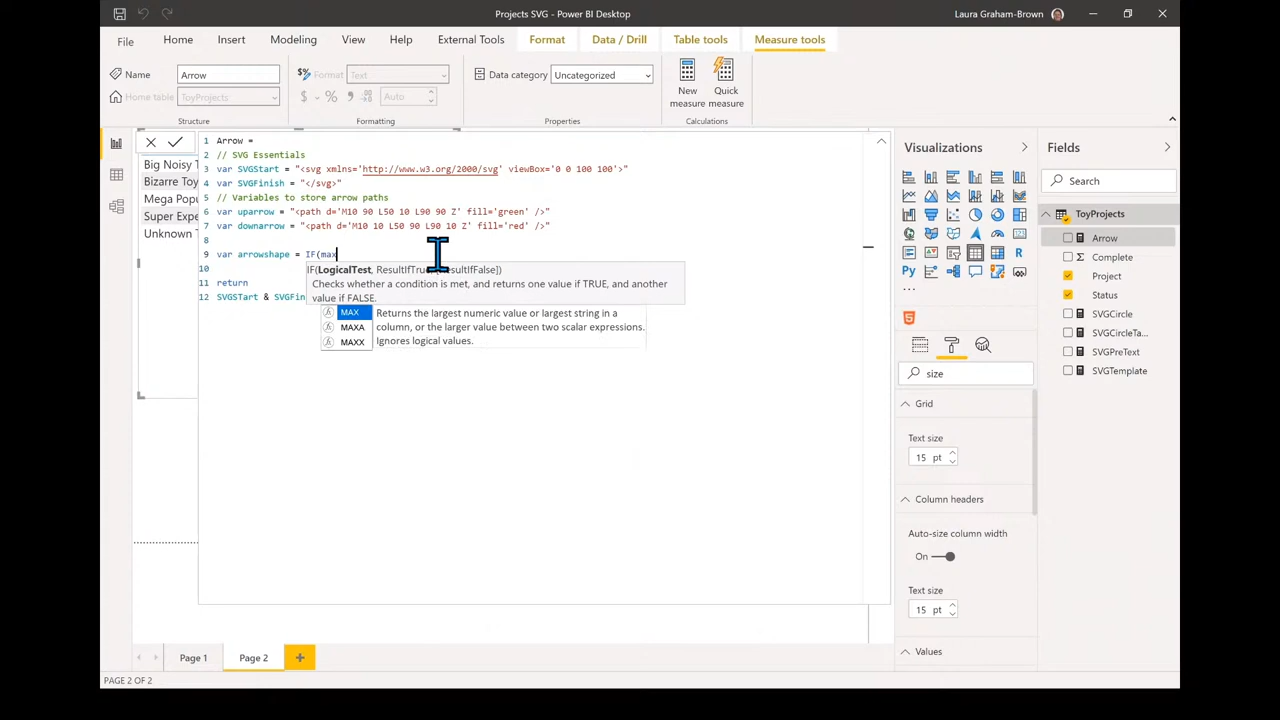 Projects SVG - Power BI Desktop
Laura Graham-Brown
File
Home
Insert
Modeling
View
Help
External Tools
Format
Data / Drill
Table tools
Measure tools
Name
Arrow
Home table
ToyProjects
Structure
Format
Text
$
%
Auto
Formatting
Data category
Uncategorized
Properties
New measure
Quick measure
Calculations
Big Noisy T
Bizarre Toy
Mega Popu
Super Expe
Unknown
1 Arrow =
2 // SVG Essentials
3 var SVGStart = "<svg xmlns='http://www.w3.org/2000/svg' viewBox='0 0 100 100'>"
4 var SVGFinish = "</svg>"
5 // Variables to store arrow paths
6 var uparrow = "<path d='M10 90 L50 10 L90 90 Z' fill='green' />"
7 var downarrow = "<path d='M10 10 L50 90 L90 10 Z' fill='red' />"
8
9 var arrowshape = IF(max
10
11 return
12 SVGSTart & SVGFin
IF(LogicalTest, ResultIfTrue, [ResultIfFalse])
Checks whether a condition is met, and returns one value if TRUE, and another
value if FALSE.
MAX
MAXA
MAXX
Returns the largest numeric value or largest string in a
column, or the larger value between two scalar expressions.
Ignores logical values.
Visualizations
Py
size
Grid
Text size
15 pt
Column headers
Auto-size column width
On
Text size
15 pt
Values
Fields
Search
ToyProjects
Arrow
Complete
Project
Status
SVGCircle
SVGCircleTa...
SVGPreText
SVGTemplate
Page 1
Page 2
PAGE 2 OF 2